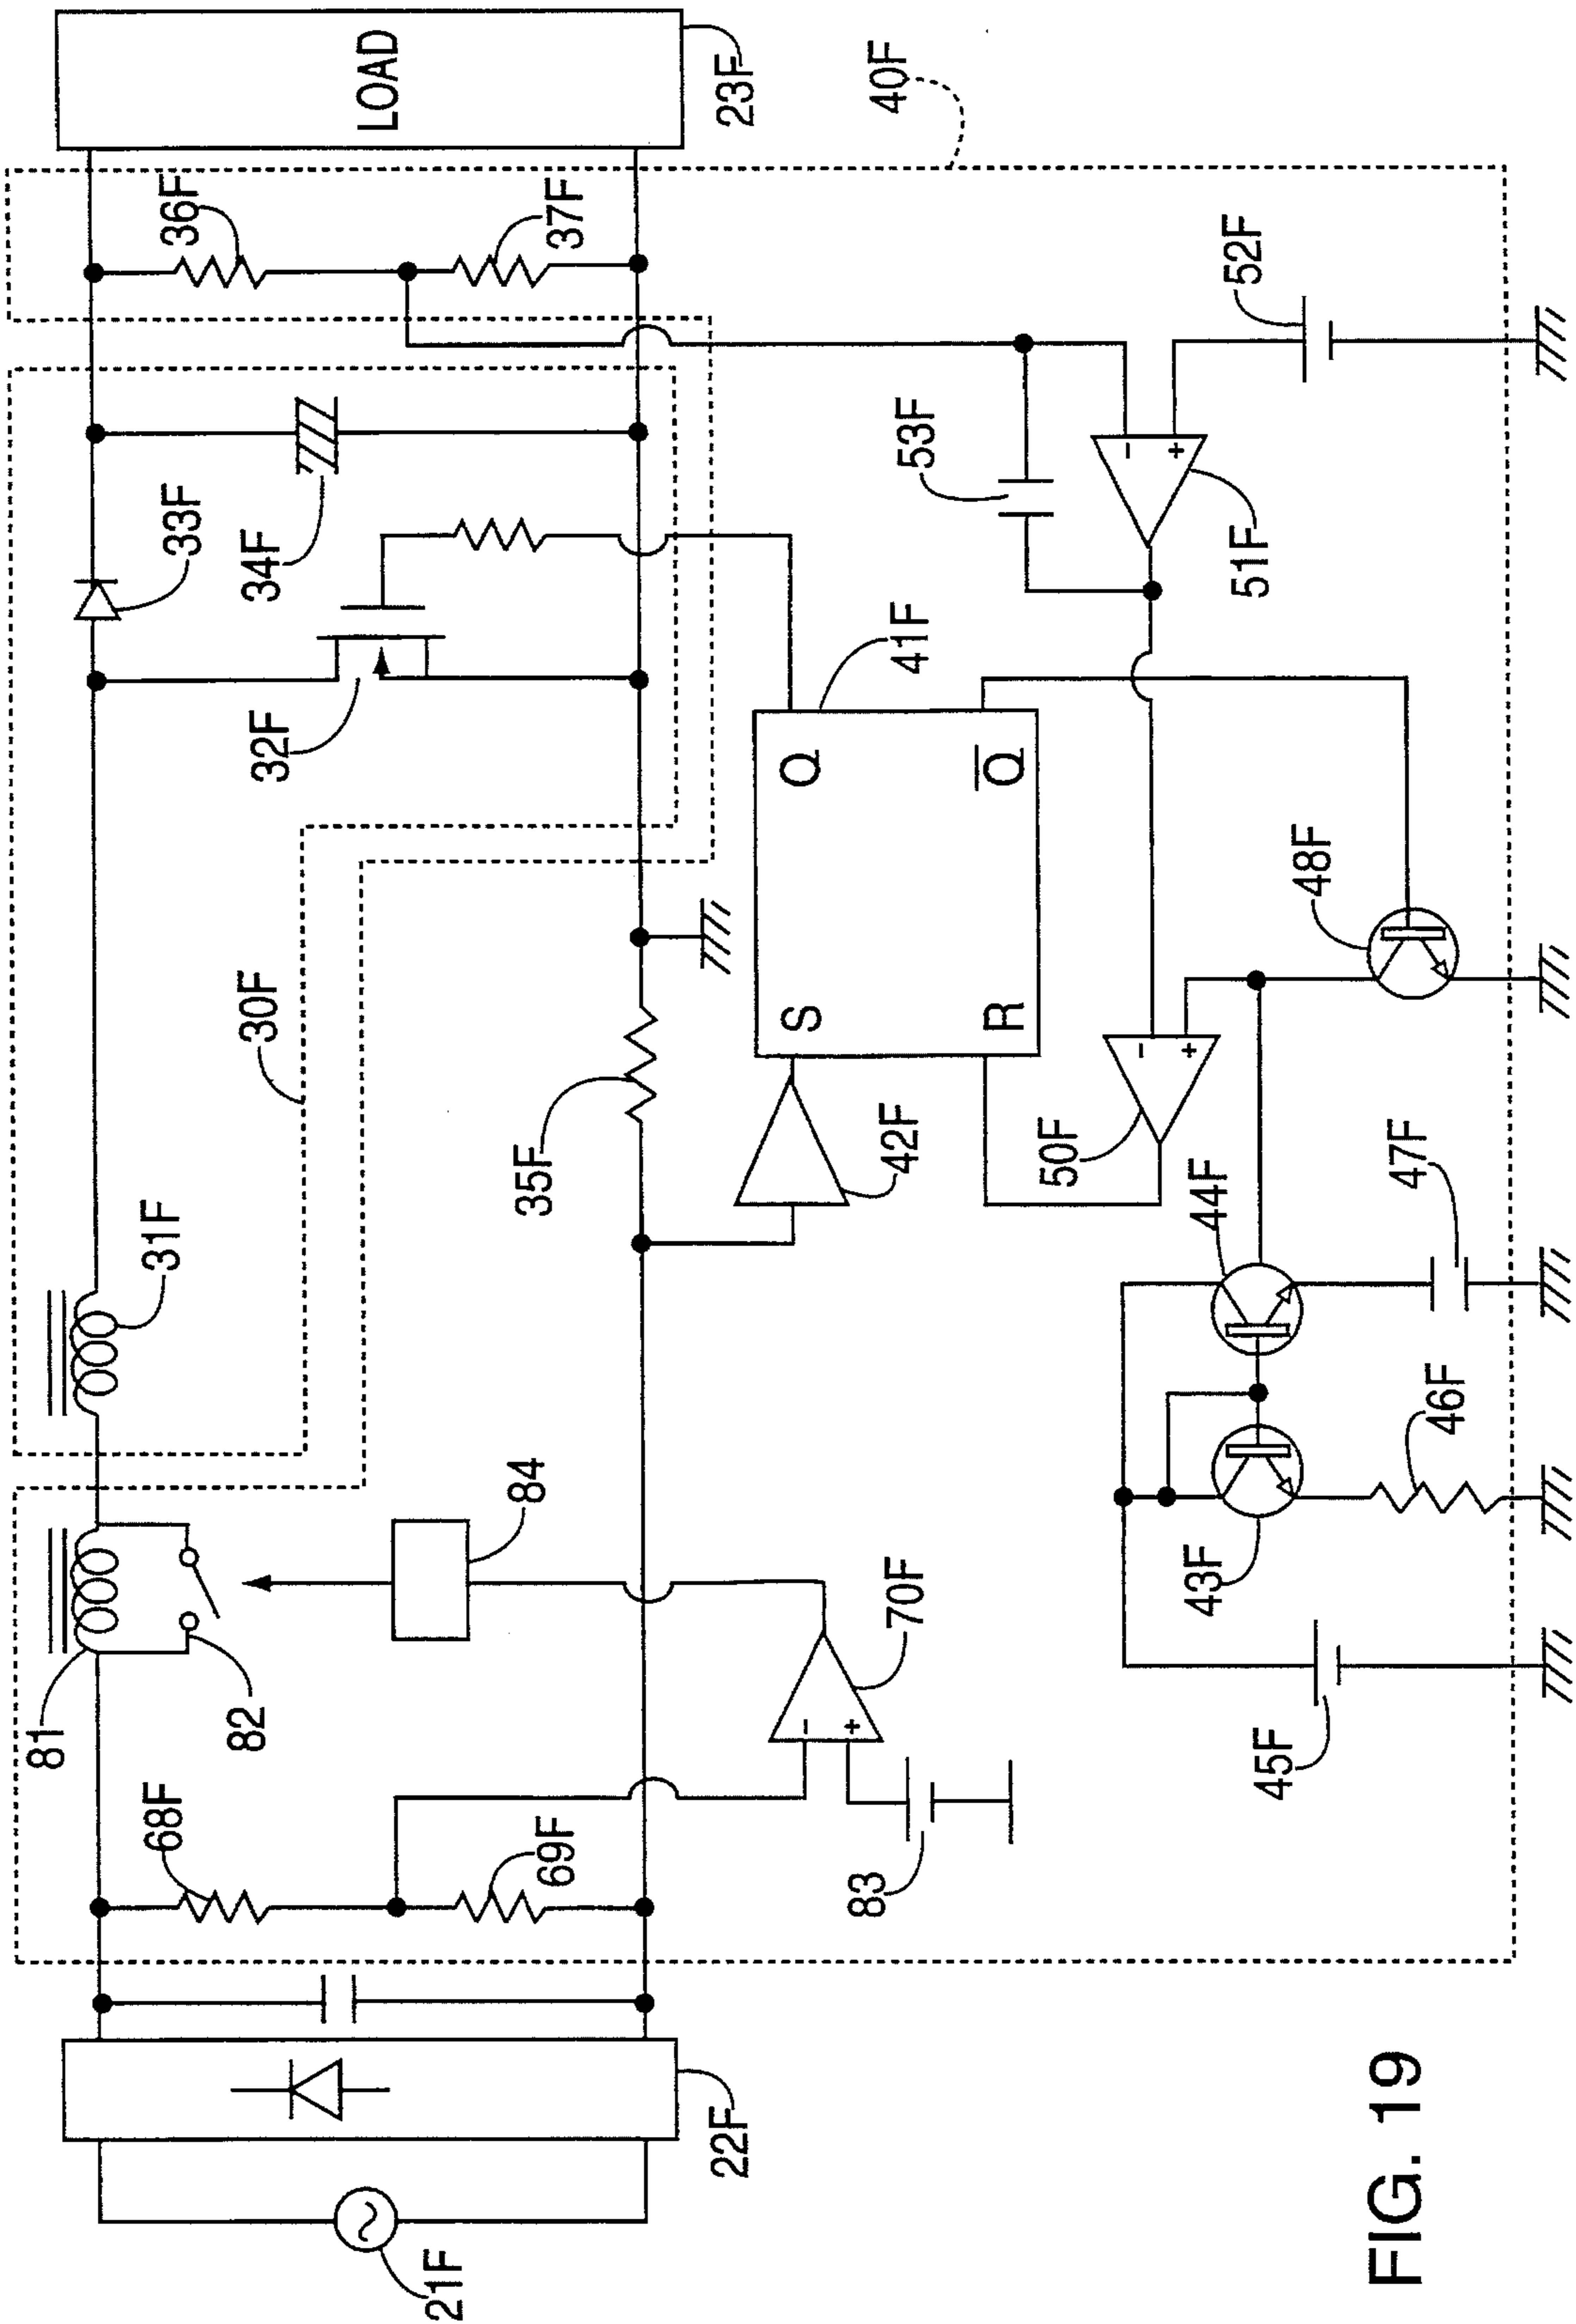 LOAD
23F
36F
37F
40F
52F
33F
34F
53F
32F
51F
41F
Q
Q̅
S
R
48F
30F
35F
42F
50F
44F
47F
31F
84
46F
43F
70F
-
+
-
+
-
+
81
82
45F
68F
69F
83
22F
21F
FIG. 19